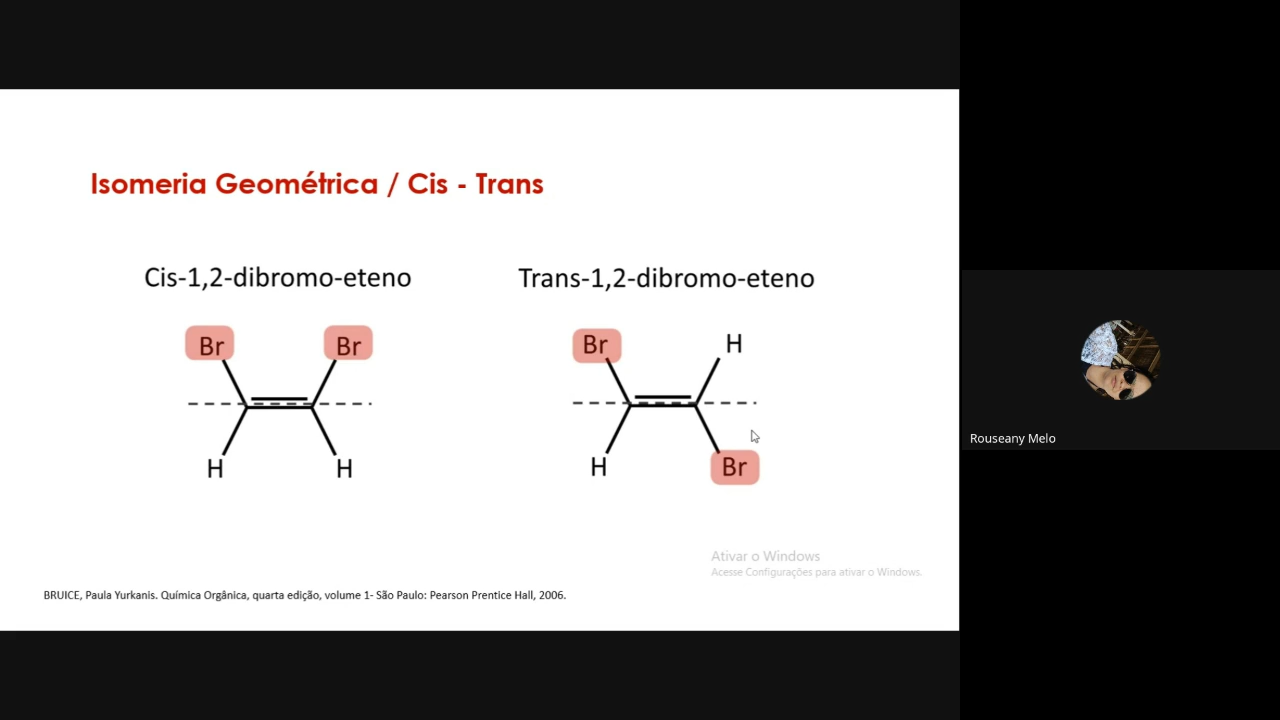 Isomeria Geométrica / Cis - Trans
Cis-1,2-dibromo-eteno
Trans-1,2-dibromo-eteno
Br Br
H H
Br H
H Br
Ativar o Windows
Acesse Configurações para ativar o Windows.
BRUICE, Paula Yurkanis. Química Orgânica, quarta edição, volume 1- São Paulo: Pearson Prentice Hall, 2006.
Rouseany Melo